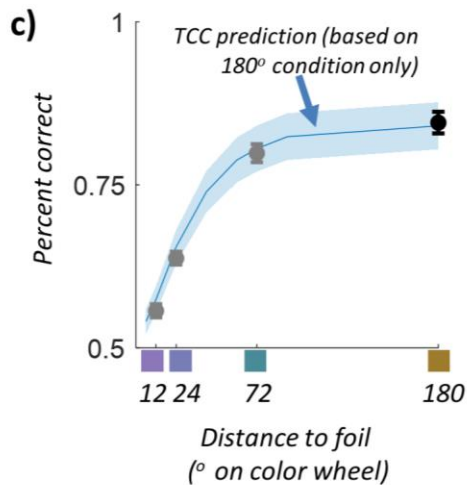 c)
1
TCC prediction (based on
180º condition only)
0.75
Percent correct
0.5
12 24 72 180
Distance to foil
(º on color wheel)